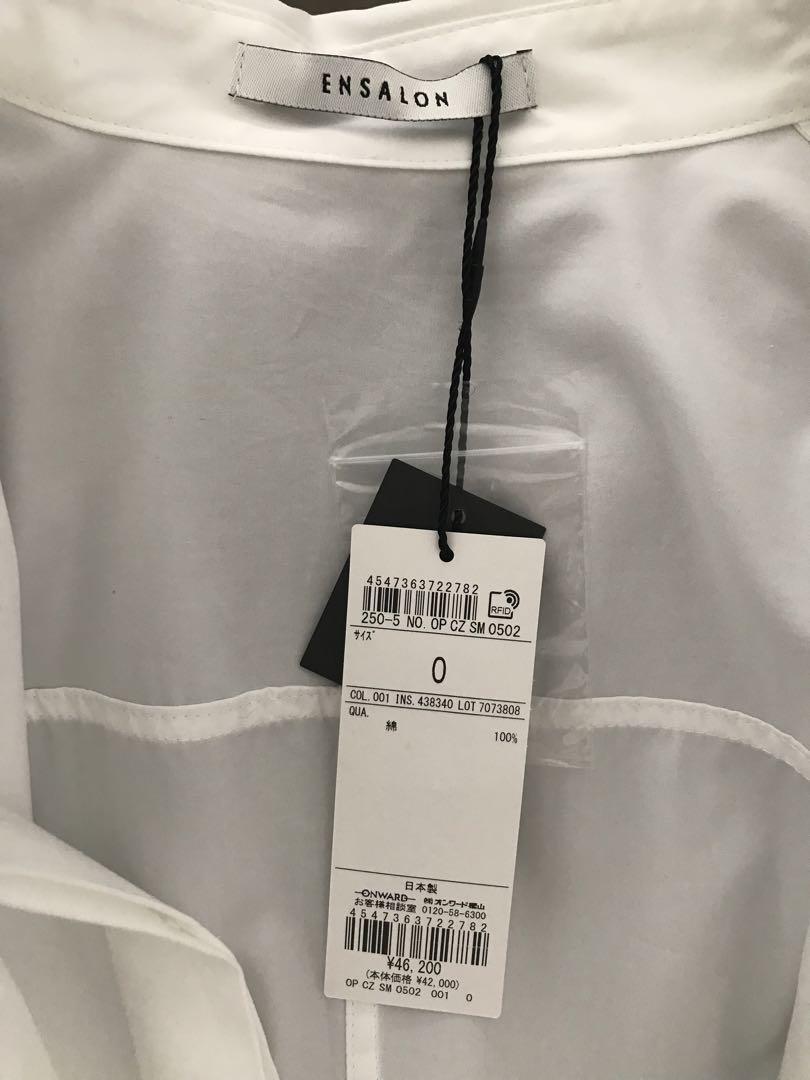 ENSALON
4547363722782
RFID
250-5 NO. OP CZ SM 0502
ｻｲｽﾞ
0
COL. 001 INS. 438340 LOT 7073808
QUA.
綿 100%
日本製
ONWARD ㈱オンワード樫山
お客様相談室 0120-58-6300
4547363722782
¥46,200
(本体価格 ¥42,000)
OP CZ SM 0502 001 0